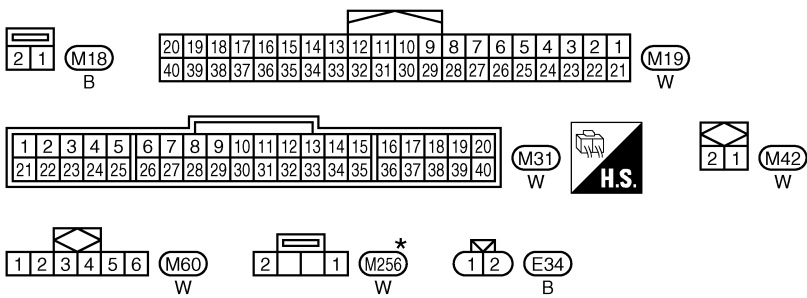 2 1 M18
B
20 19 18 17 16 15 14 13 12 11 10 9 8 7 6 5 4 3 2 1
40 39 38 37 36 35 34 33 32 31 30 29 28 27 26 25 24 23 22 21
M19
W
1 2 3 4 5 6 7 8 9 10 11 12 13 14 15 16 17 18 19 20
21 22 23 24 25 26 27 28 29 30 31 32 33 34 35 36 37 38 39 40
M31
W
H.S.
2 1 M42
W
1 2 3 4 5 6 M60
W
2 1 M256 *
W
1 2 E34
B